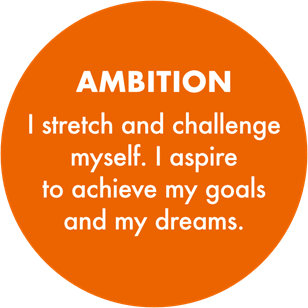 AMBITION
I stretch and challenge
myself. I aspire
to achieve my goals
and my dreams.